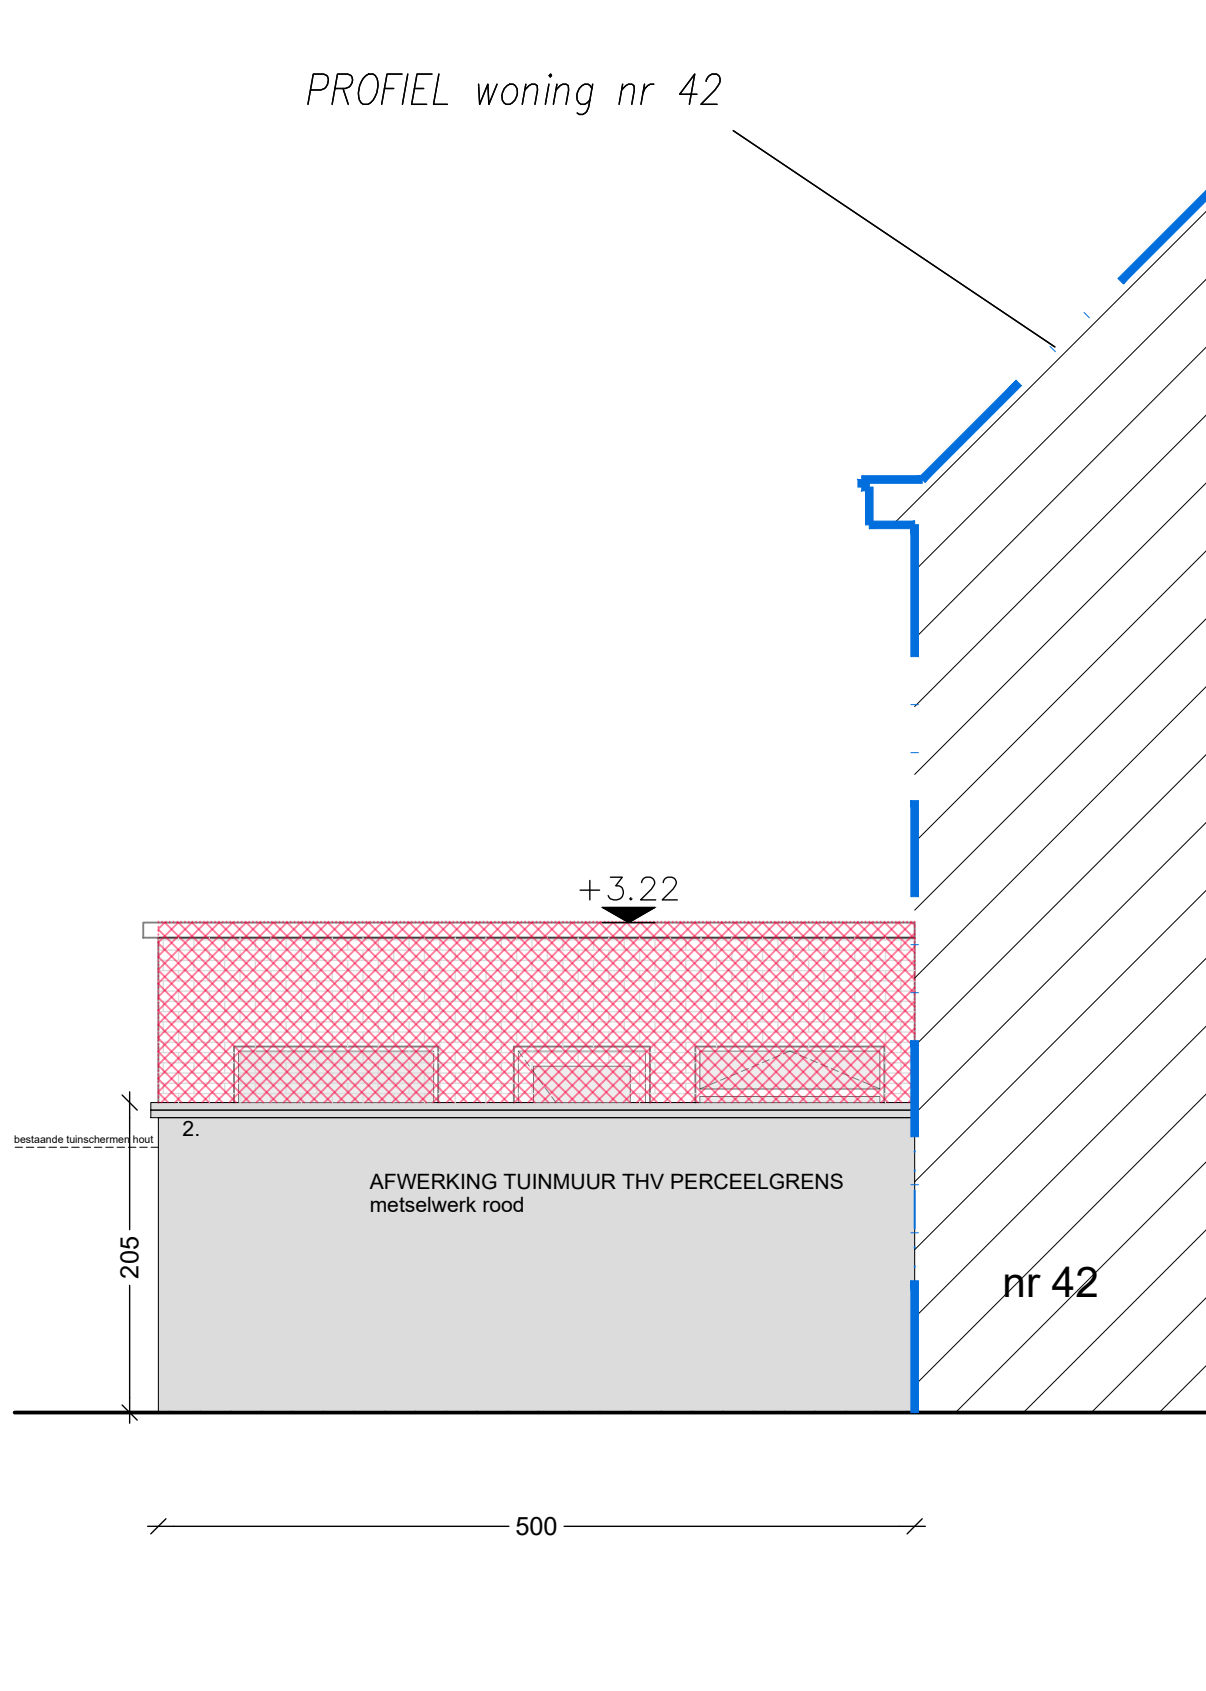 PROFIEL woning nr 42
+3.22
2.
bestaande tuinschermen hout
AFWERKING TUINMUUR THV PERCEELGRENS
metselwerk rood
205
nr 42
500